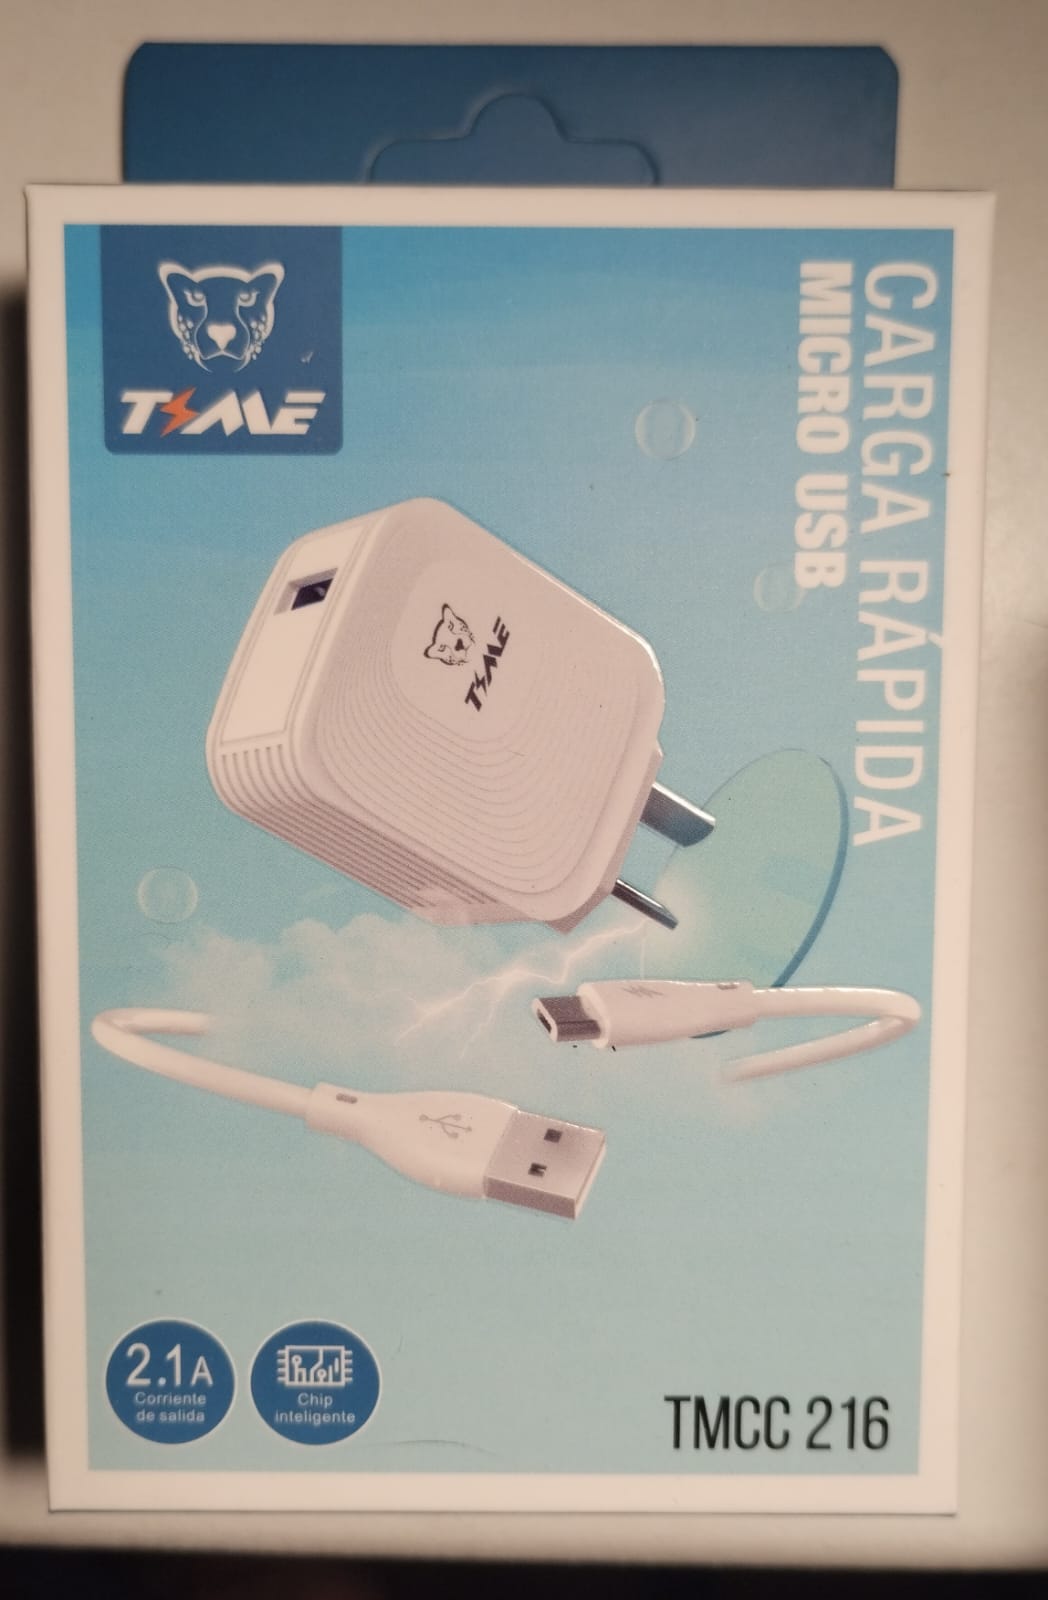 TIME
CARGA RÁPIDA
MICRO USB
TIME
2.1A
Corriente
de salida
Chip
inteligente
TMCC 216